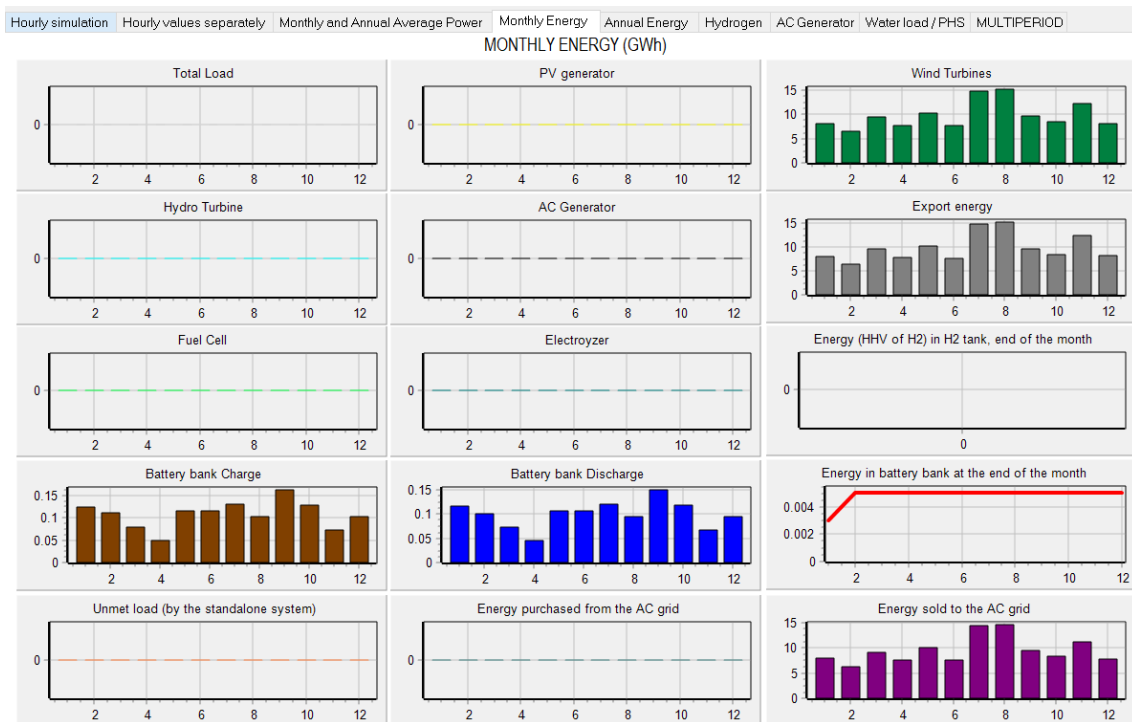 Hourly simulation Hourly values separately Monthly and Annual Average Power Monthly Energy Annual Energy Hydrogen AC Generator Water load / PHS MULTIPERIOD
MONTHLY ENERGY (GWh)
Total Load
0
2 4 6 8 10 12
PV generator
0
2 4 6 8 10 12
Wind Turbines
15
10
5
0
2 4 6 8 10 12
Hydro Turbine
0
2 4 6 8 10 12
AC Generator
0
2 4 6 8 10 12
Export energy
15
10
5
0
2 4 6 8 10 12
Fuel Cell
0
2 4 6 8 10 12
Electroyzer
0
2 4 6 8 10 12
Energy (HHV of H2) in H2 tank, end of the month
0
0
Battery bank Charge
0.15
0.1
0.05
0
2 4 6 8 10 12
Battery bank Discharge
0.15
0.1
0.05
0
2 4 6 8 10 12
Energy in battery bank at the end of the month
0.004
0.002
0
2 4 6 8 10 12
Unmet load (by the standalone system)
0
2 4 6 8 10 12
Energy purchased from the AC grid
0
2 4 6 8 10 12
Energy sold to the AC grid
15
10
5
0
2 4 6 8 10 12